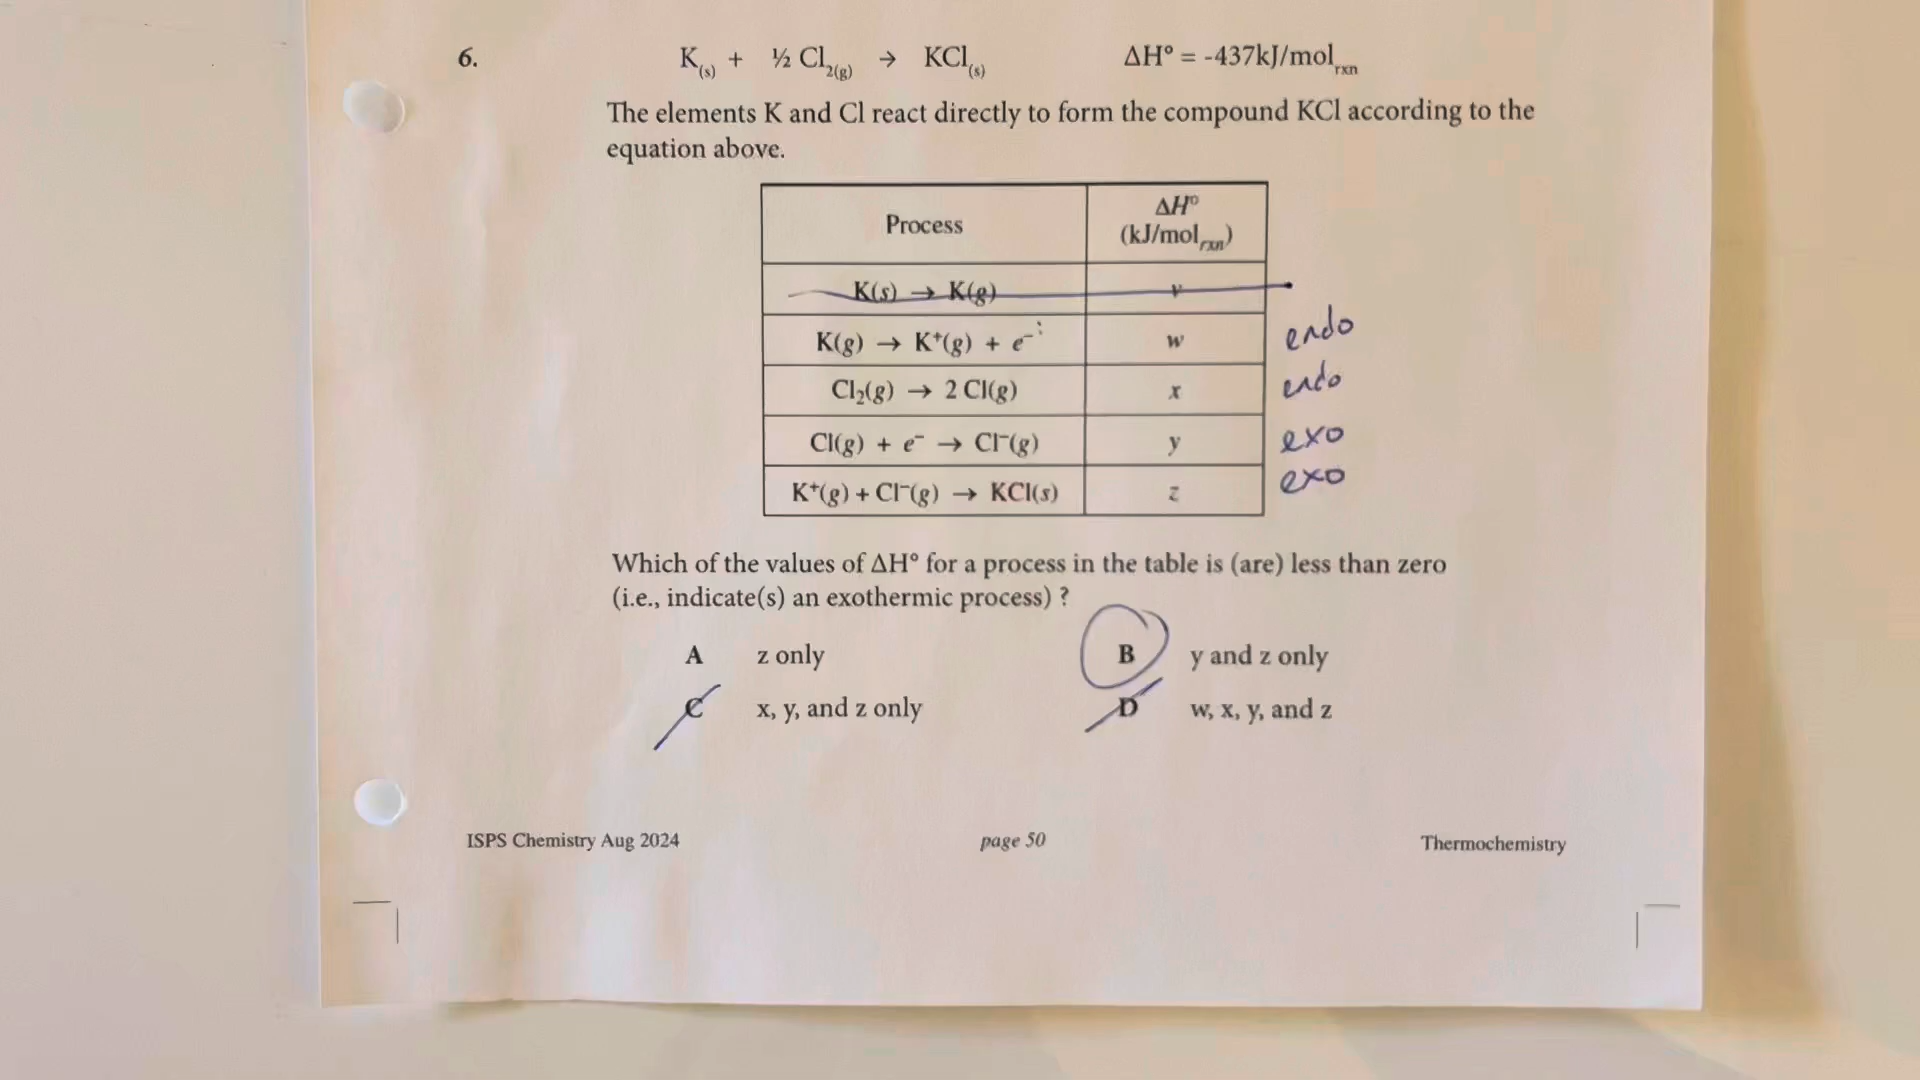 6. K(s) + ½ Cl2(g) → KCl(s) ΔH° = -437kJ/molrxn
The elements K and Cl react directly to form the compound KCl according to the
equation above.
Process ΔH° (kJ/molrxn)
K(s) → K(g) v
K(g) → K⁺(g) + e⁻ w endo
Cl₂(g) → 2 Cl(g) x endo
Cl(g) + e⁻ → Cl⁻(g) y exo
K⁺(g) + Cl⁻(g) → KCl(s) z exo
Which of the values of ΔH° for a process in the table is (are) less than zero
(i.e., indicate(s) an exothermic process) ?
A z only B y and z only
C x, y, and z only D w, x, y, and z
ISPS Chemistry Aug 2024 page 50 Thermochemistry